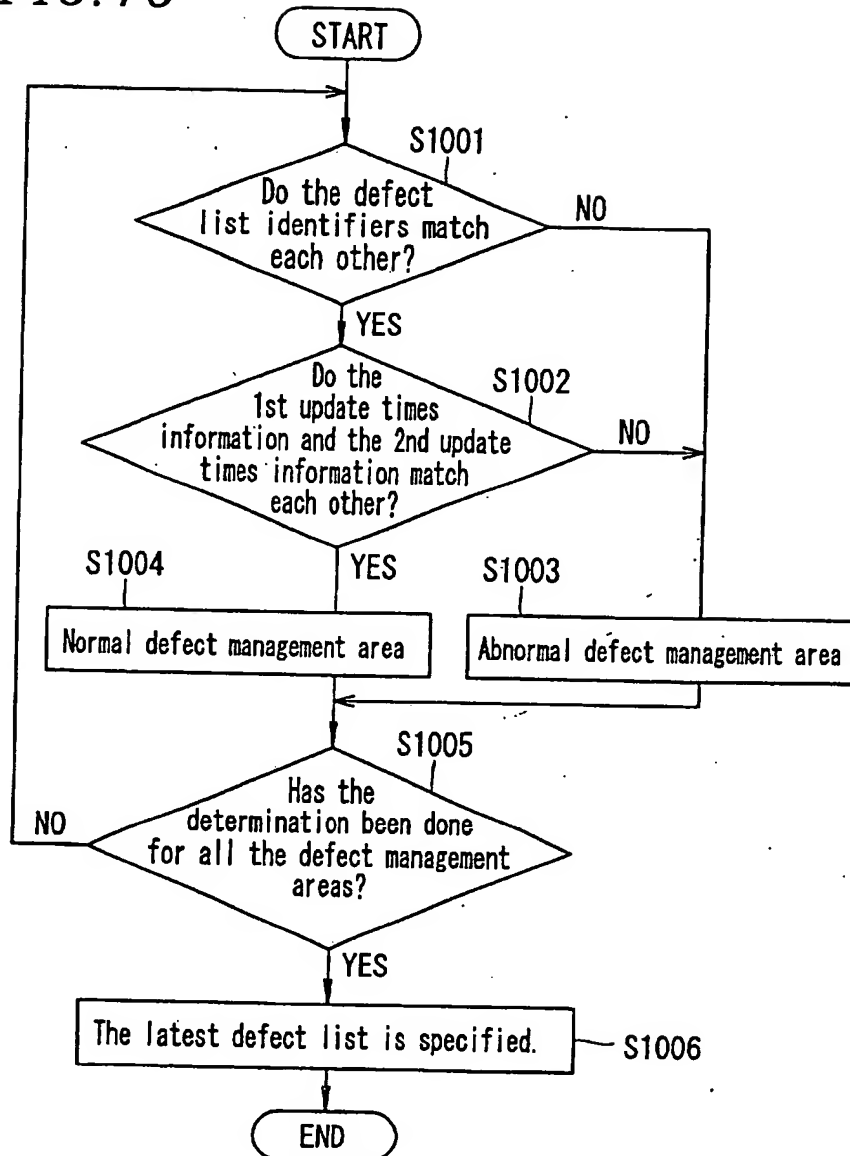 START
S1001
Do the defect
list identifiers match
each other?
NO
YES
S1002
Do the
1st update times
information and the 2nd update
times information match
each other?
NO
YES
S1004
Normal defect management area
S1003
Abnormal defect management area
S1005
Has the
determination been done
for all the defect management
areas?
NO
YES
The latest defect list is specified.
S1006
END